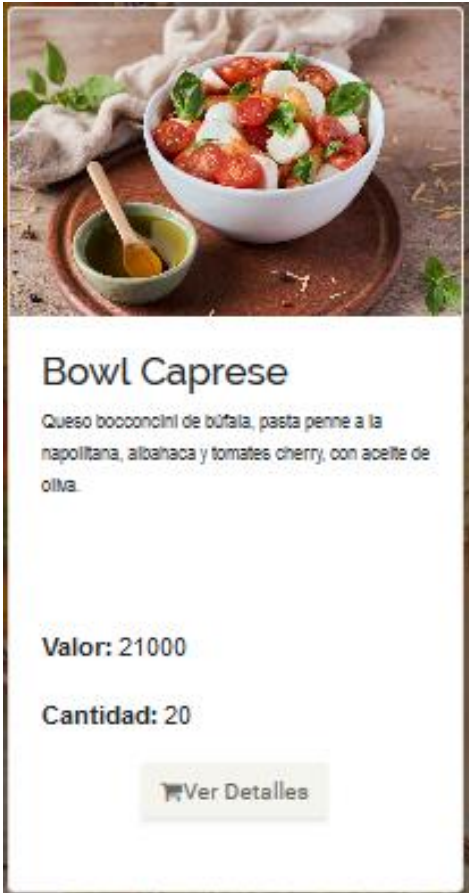 Bowl Caprese
Queso bocconcini de búfala, pasta penne a la
napolitana, albahaca y tomates cherry, con aceite de
oliva.
Valor: 21000
Cantidad: 20
Ver Detalles